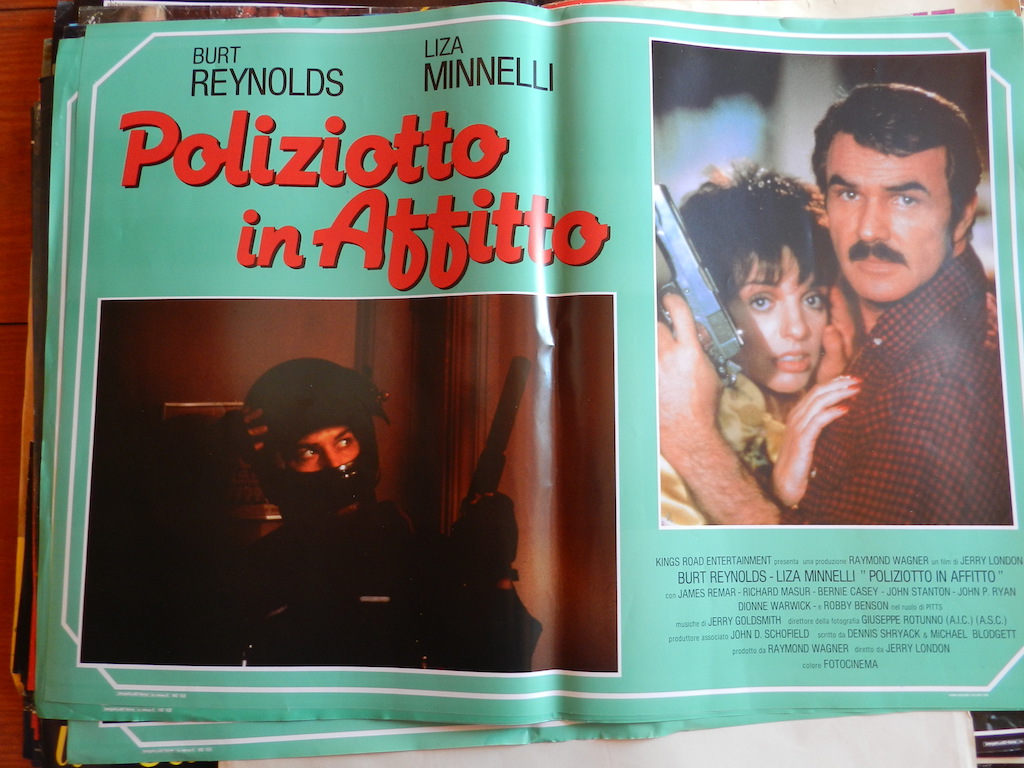 BURT
REYNOLDS
LIZA
MINNELLI
Poliziotto
in Affitto
KINGS ROAD ENTERTAINMENT presenta una produzione RAYMOND WAGNER un film di JERRY LONDON
BURT REYNOLDS - LIZA MINNELLI " POLIZIOTTO IN AFFITTO "
con JAMES REMAR - RICHARD MASUR - BERNIE CASEY - JOHN STANTON - JOHN P. RYAN
DIONNE WARWICK - e ROBBY BENSON nel ruolo di PITTS
musiche di JERRY GOLDSMITH direttore della fotografia GIUSEPPE ROTUNNO (A.I.C.) (A.S.C.)
produttore associato JOHN D. SCHOFIELD scritto da DENNIS SHRYACK & MICHAEL BLODGETT
prodotto da RAYMOND WAGNER diretto da JERRY LONDON
colore FOTOCINEMA